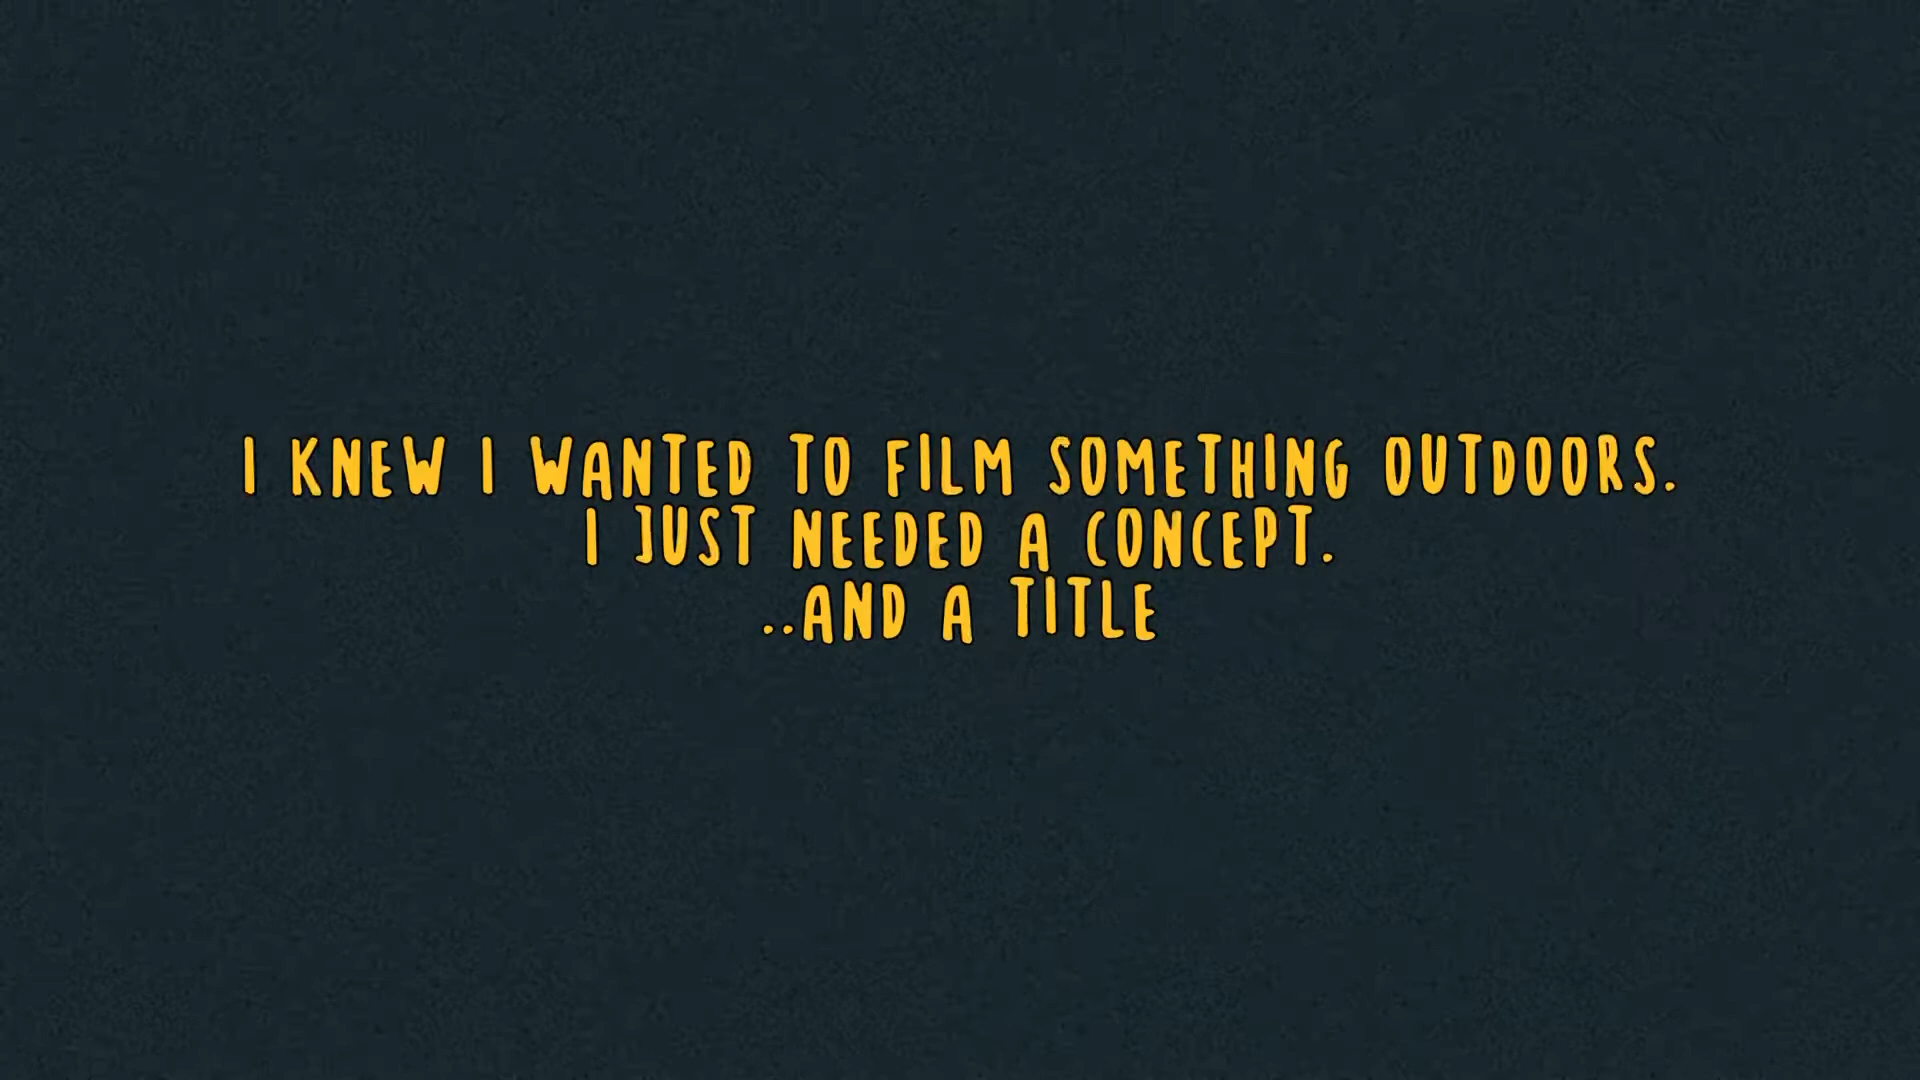 I KNEW I WANTED TO FILM SOMETHING OUTDOORS.
I JUST NEEDED A CONCEPT.
..AND A TITLE